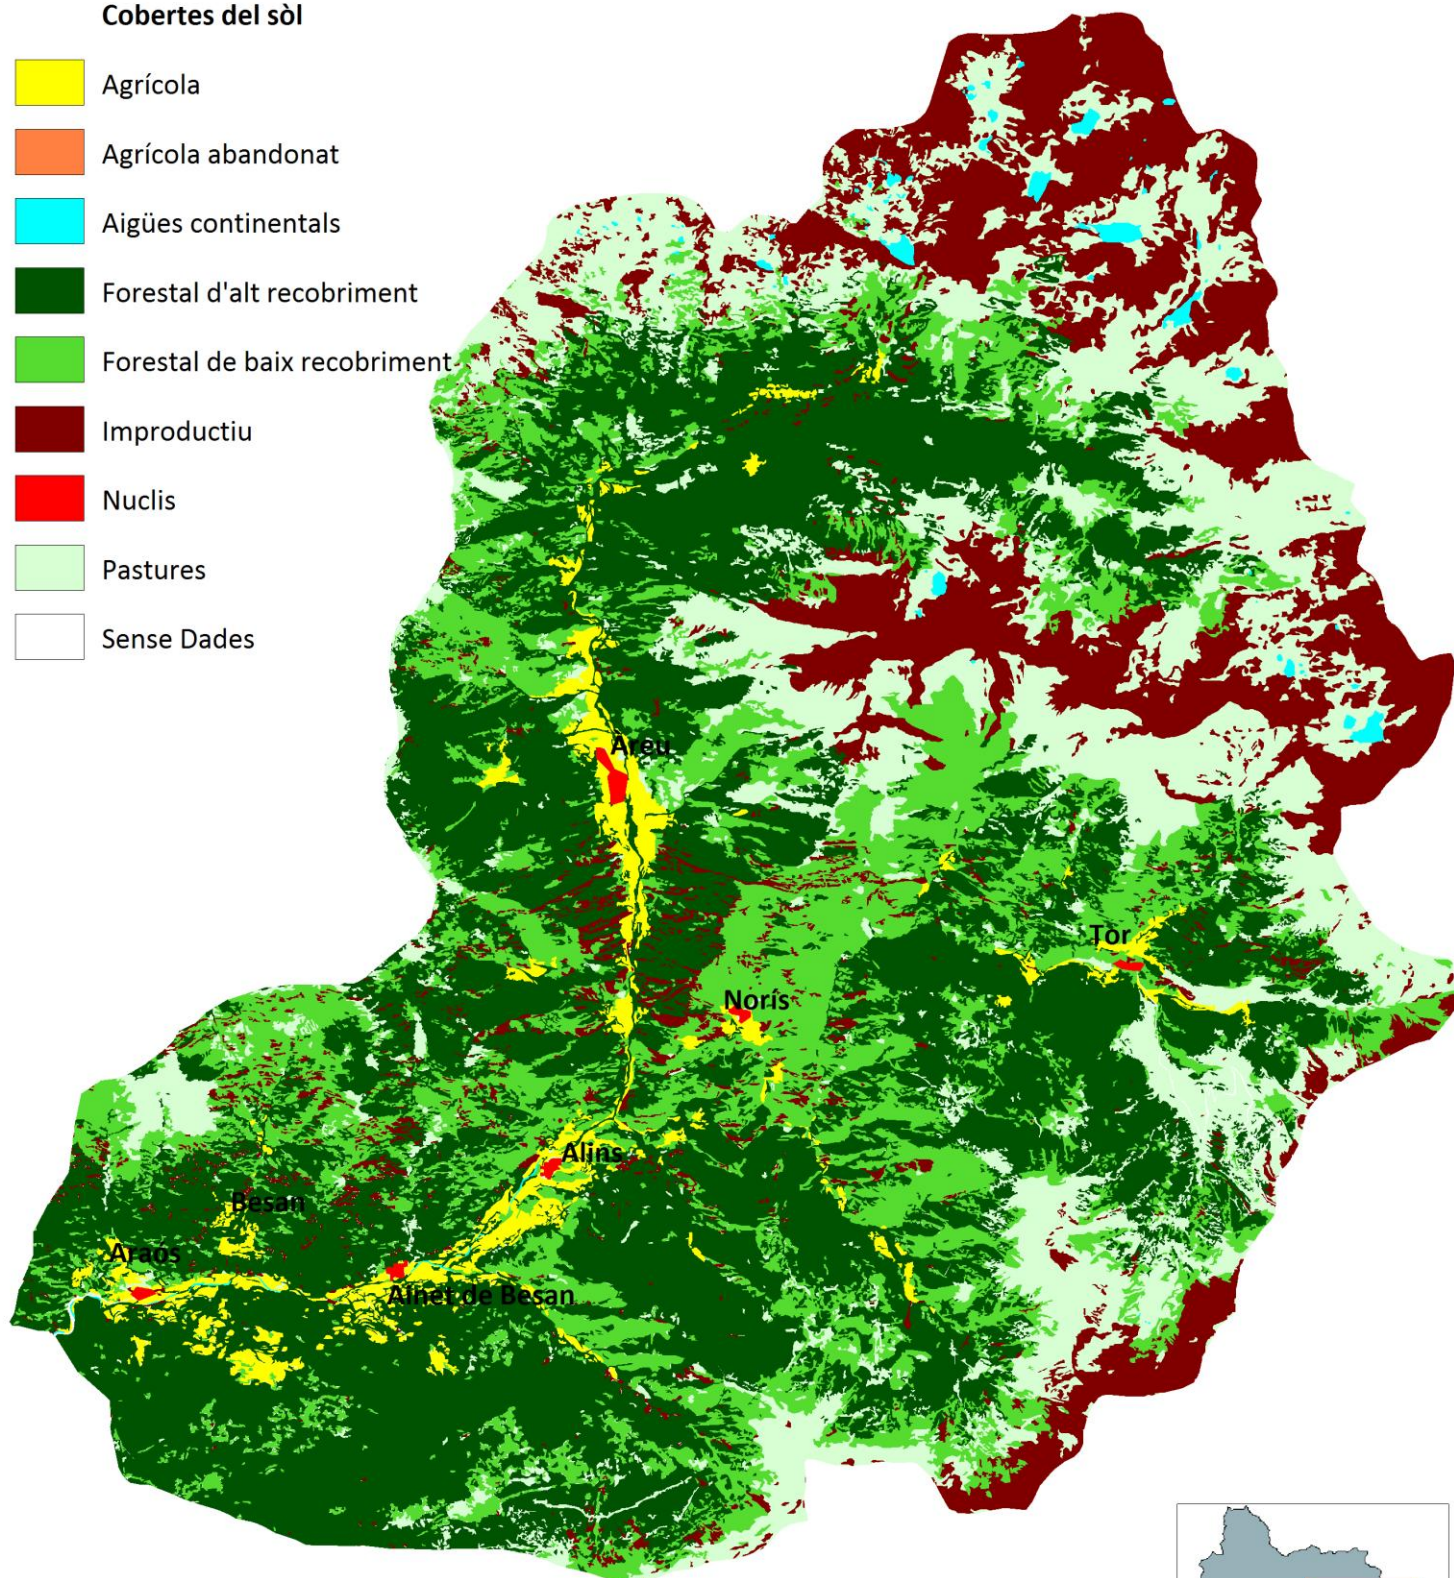 Cobertes del sòl
Agrícola
Agrícola abandonat
Aigües continentals
Forestal d'alt recobriment
Forestal de baix recobriment
Improductiu
Nuclis
Pastures
Sense Dades
Àreu
Tor
Norís
Alins
Besan
Araós
Ainet de Besan